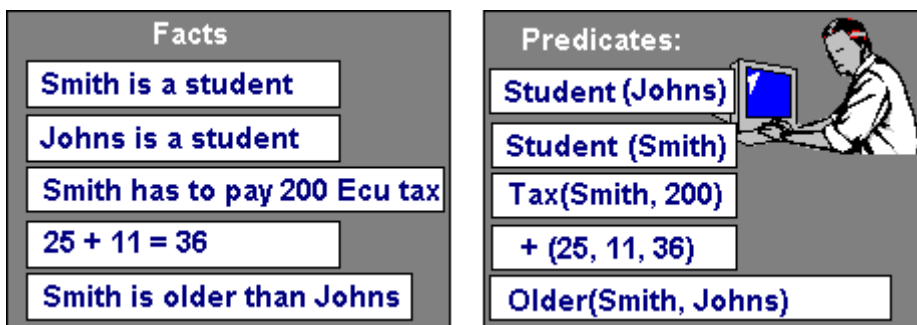 Facts
Smith is a student
Johns is a student
Smith has to pay 200 Ecu tax
25 + 11 = 36
Smith is older than Johns
Predicates:
Student (Johns)
Student (Smith)
Tax(Smith, 200)
+ (25, 11, 36)
Older(Smith, Johns)